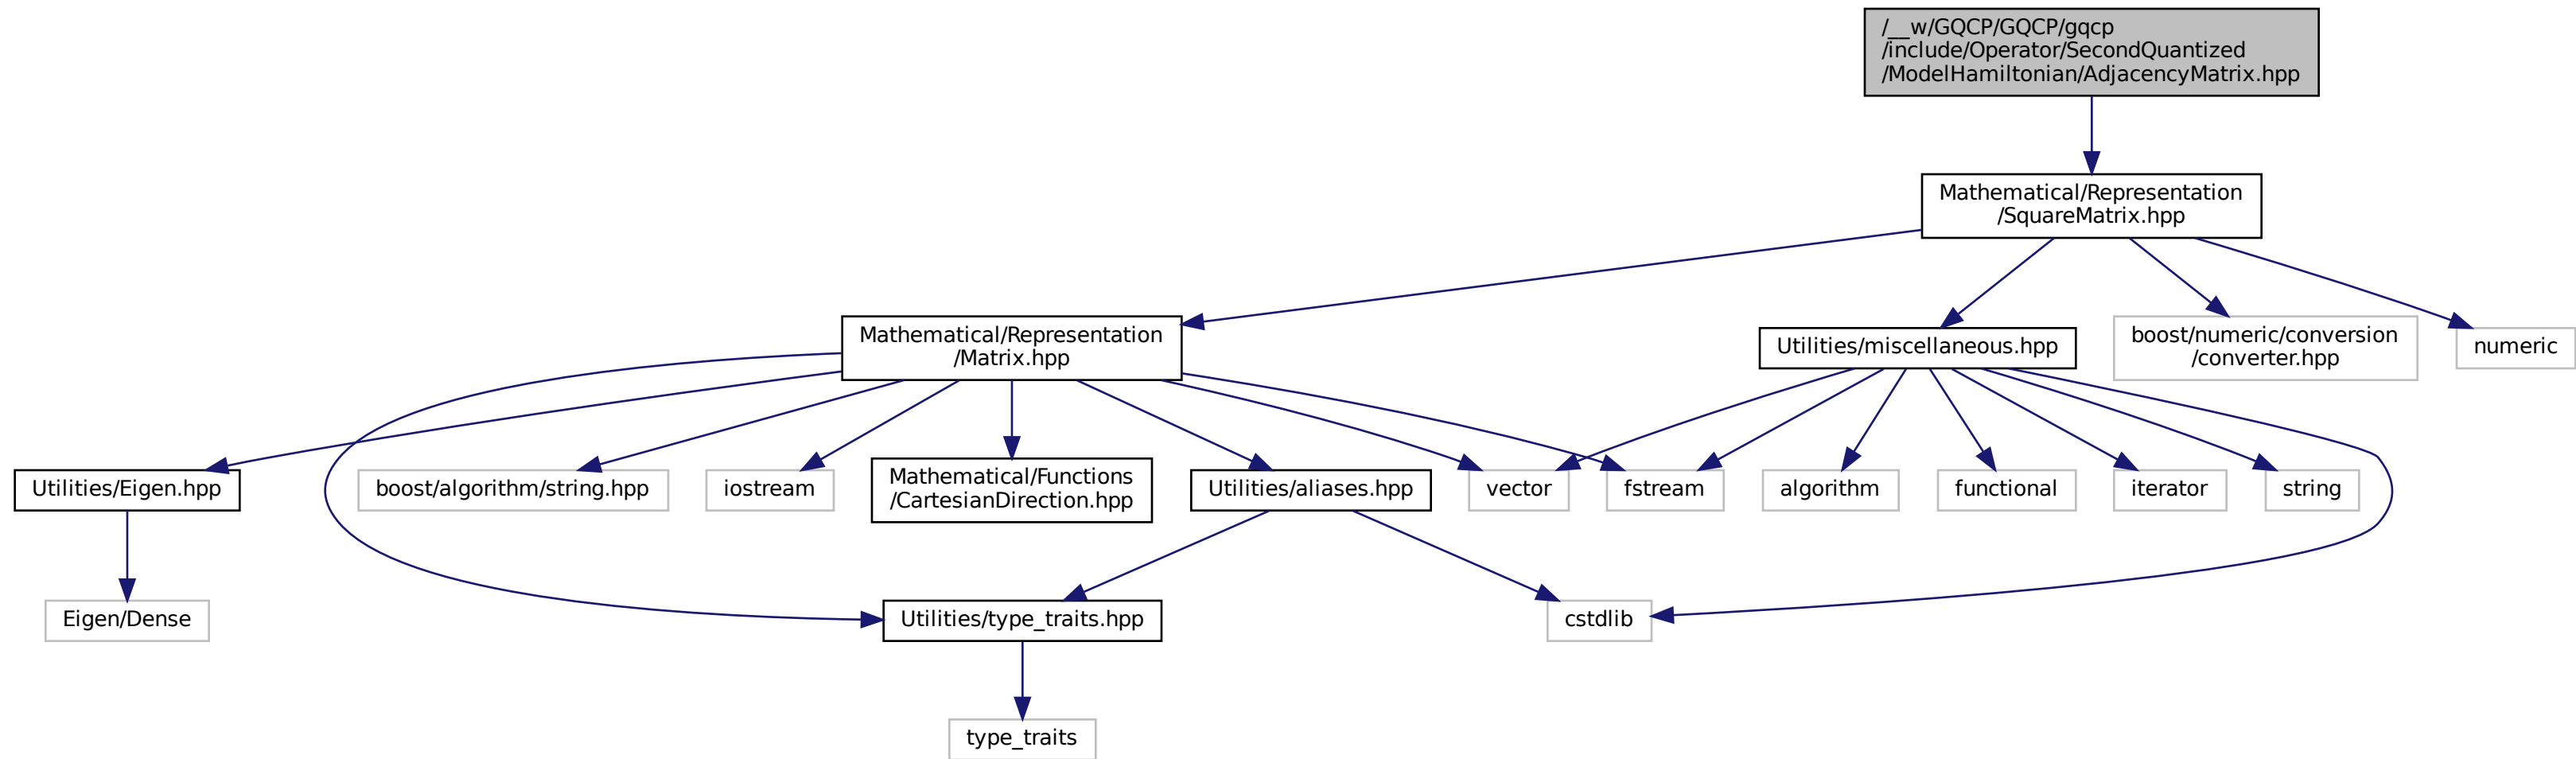 /__w/GQCP/GQCP/gqcp
/include/Operator/SecondQuantized
/ModelHamiltonian/AdjacencyMatrix.hpp
Mathematical/Representation
/SquareMatrix.hpp
Mathematical/Representation
/Matrix.hpp
Utilities/miscellaneous.hpp
boost/numeric/conversion
/converter.hpp
numeric
Utilities/Eigen.hpp
boost/algorithm/string.hpp
iostream
Mathematical/Functions
/CartesianDirection.hpp
Utilities/aliases.hpp
vector
fstream
algorithm
functional
iterator
string
Eigen/Dense
Utilities/type_traits.hpp
cstdlib
type_traits